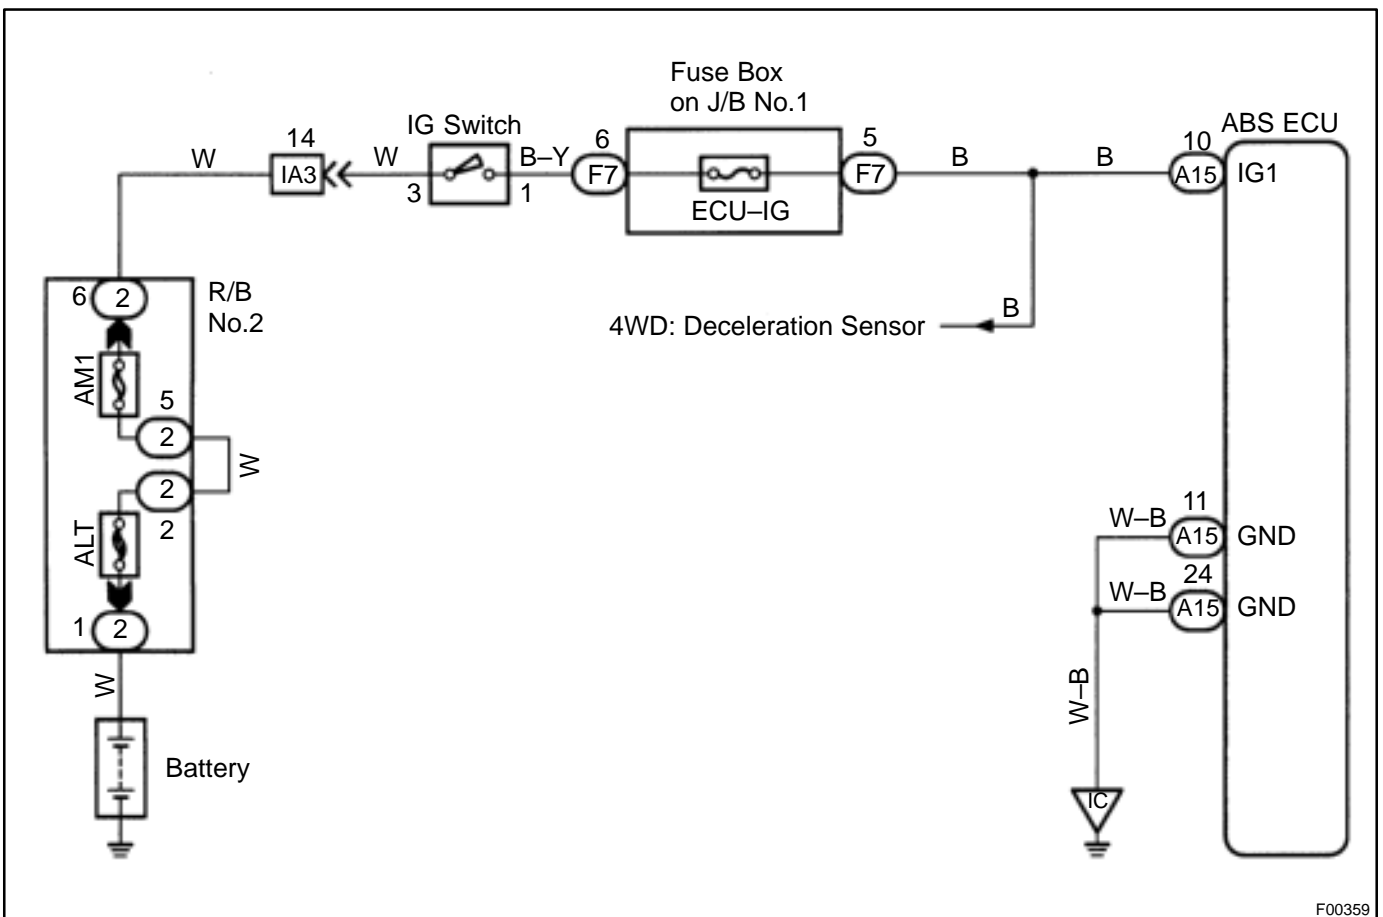 Fuse Box
on J/B No.1
IG Switch
ABS ECU
14
6
5
10
W
W
B–Y
B
B
IA3
F7
F7
A15
IG1
3
1
ECU–IG
R/B
No.2
6
2
B
4WD: Deceleration Sensor
AM1
5
2
W
2
2
ALT
1
2
W
Battery
11
W–B
A15
GND
24
W–B
A15
GND
W–B
IC
F00359